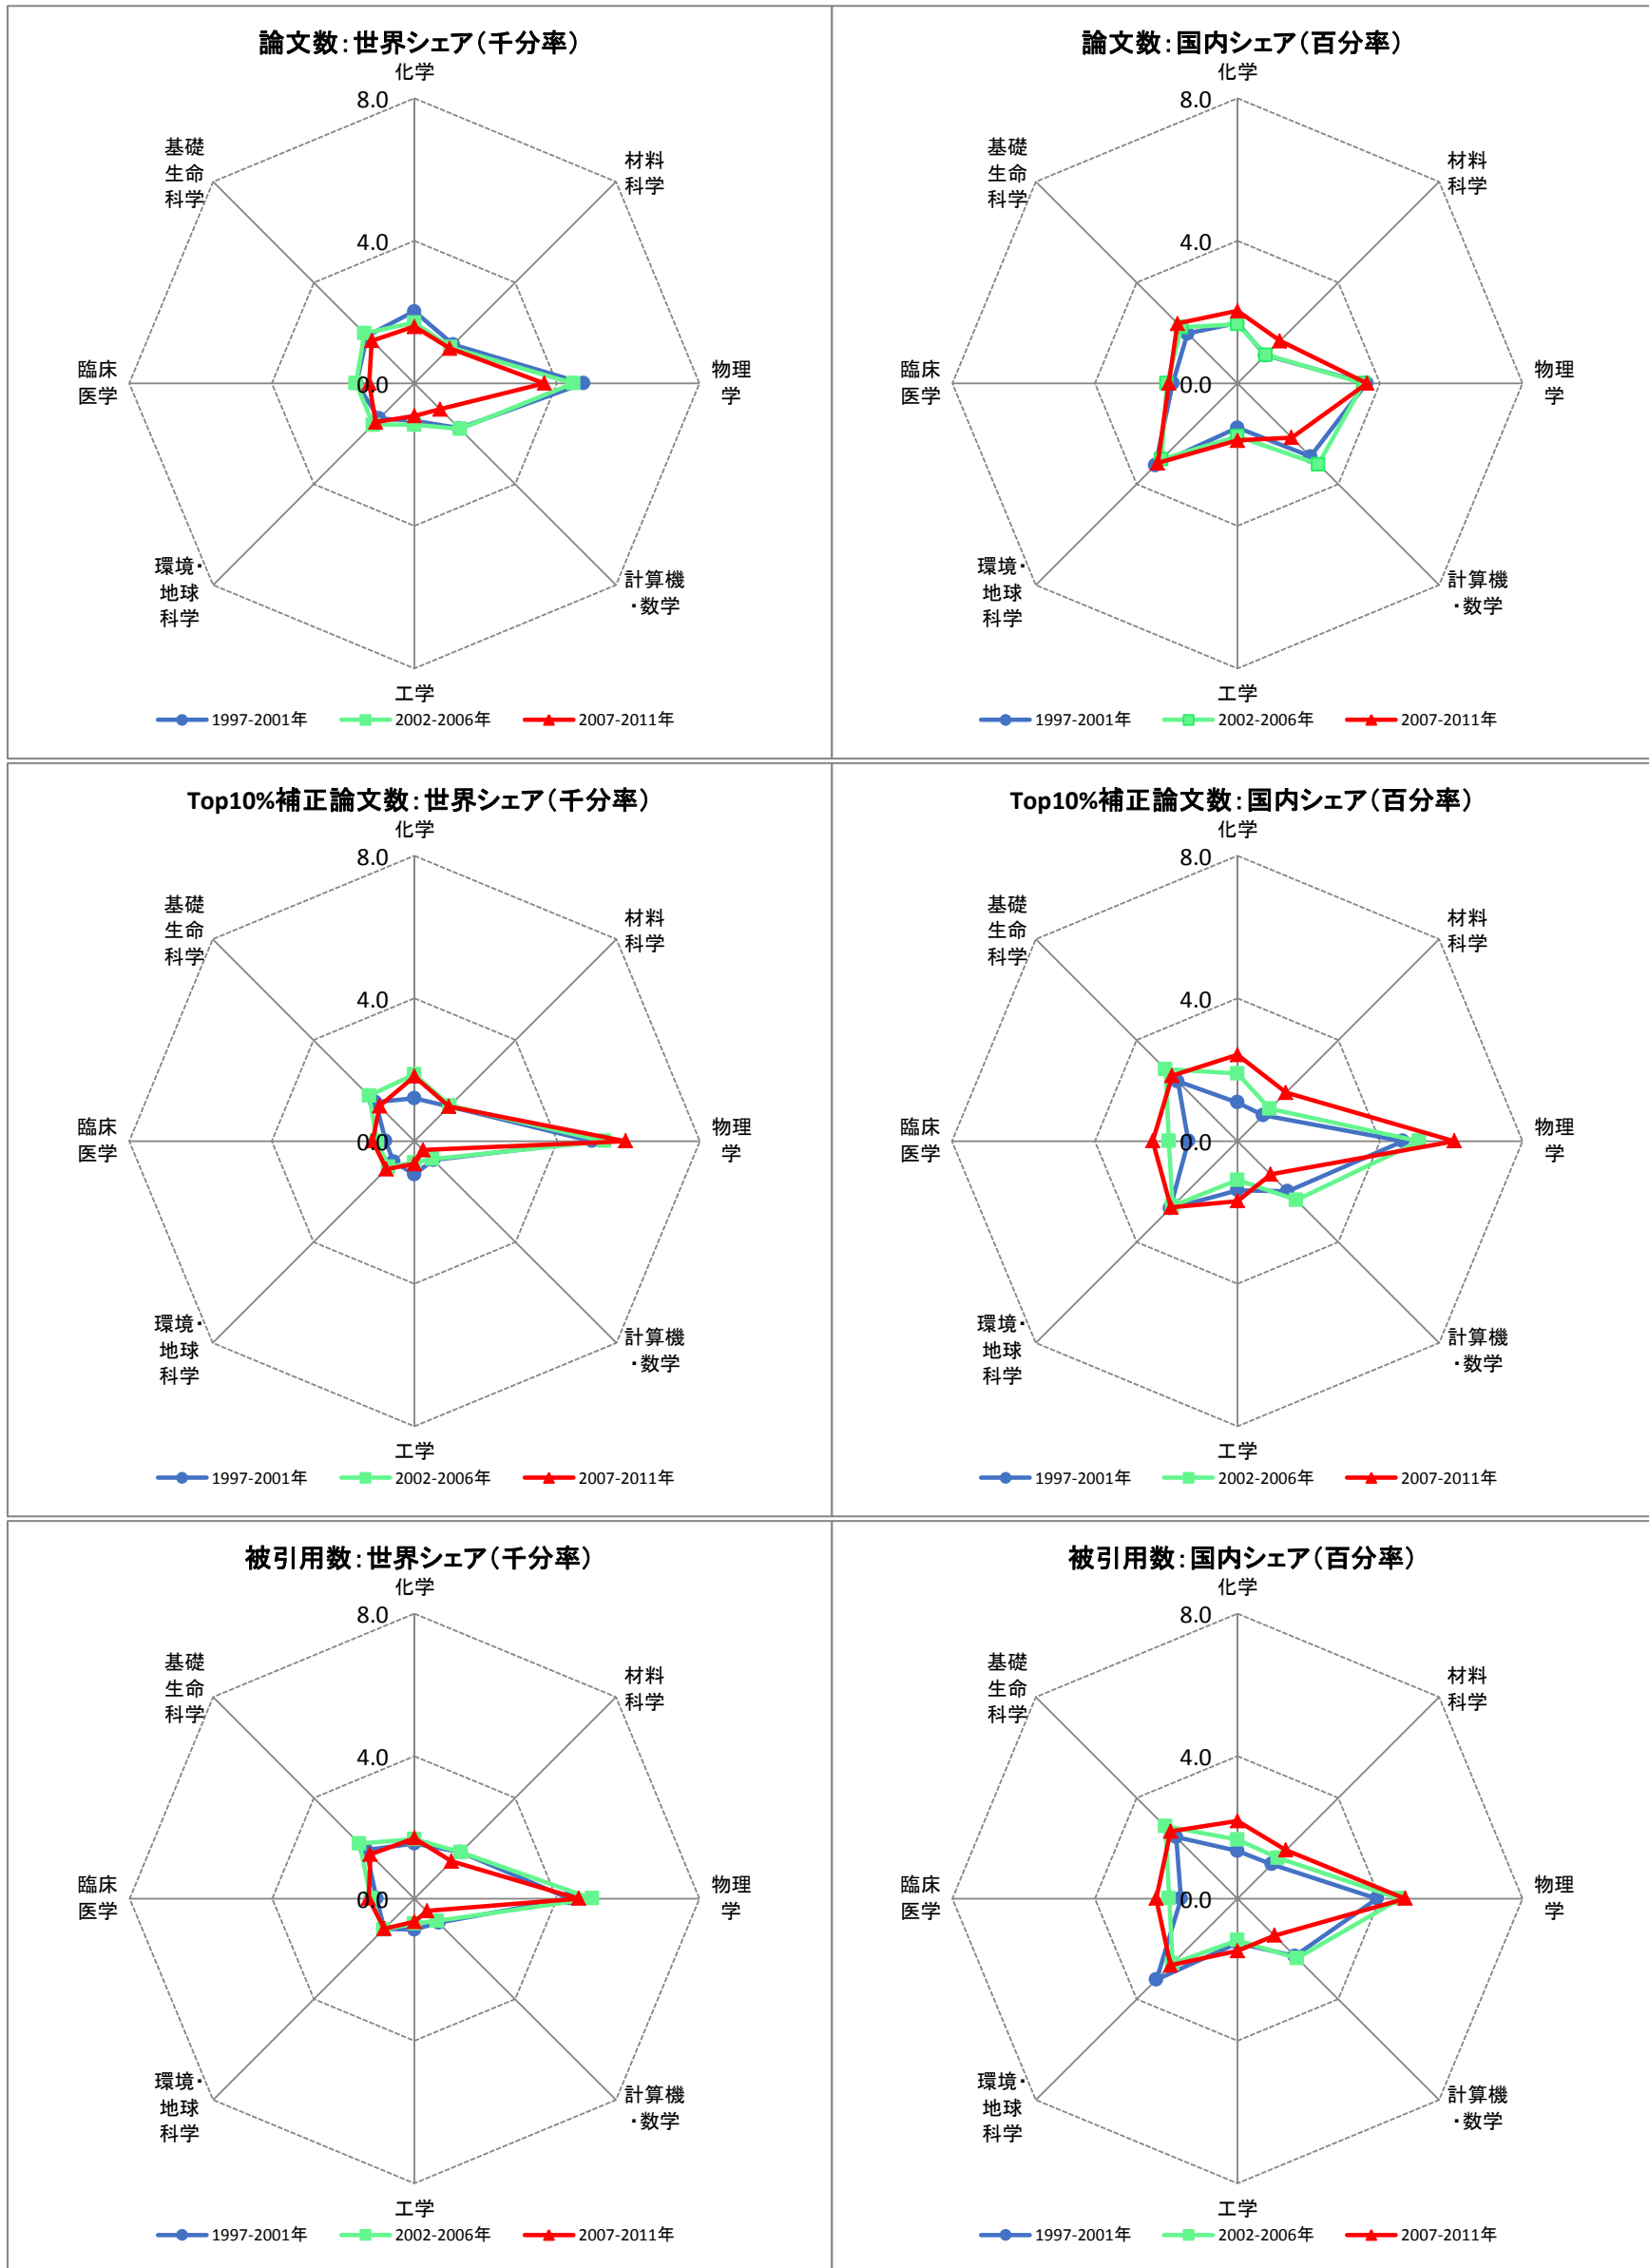 論文数：世界シェア（千分率）
化学
8.0
4.0
0.0
基礎
生命
科学
材料
科学
臨床
医学
物理
学
環境・
地球
科学
計算機
・数学
工学
1997-2001年
2002-2006年
2007-2011年
論文数：国内シェア（百分率）
化学
8.0
4.0
0.0
基礎
生命
科学
材料
科学
臨床
医学
物理
学
環境・
地球
科学
計算機
・数学
工学
1997-2001年
2002-2006年
2007-2011年
Top10%補正論文数：世界シェア（千分率）
化学
8.0
4.0
0.0
基礎
生命
科学
材料
科学
臨床
医学
物理
学
環境・
地球
科学
計算機
・数学
工学
1997-2001年
2002-2006年
2007-2011年
Top10%補正論文数：国内シェア（百分率）
化学
8.0
4.0
0.0
基礎
生命
科学
材料
科学
臨床
医学
物理
学
環境・
地球
科学
計算機
・数学
工学
1997-2001年
2002-2006年
2007-2011年
被引用数：世界シェア（千分率）
化学
8.0
4.0
0.0
基礎
生命
科学
材料
科学
臨床
医学
物理
学
環境・
地球
科学
計算機
・数学
工学
1997-2001年
2002-2006年
2007-2011年
被引用数：国内シェア（百分率）
化学
8.0
4.0
0.0
基礎
生命
科学
材料
科学
臨床
医学
物理
学
環境・
地球
科学
計算機
・数学
工学
1997-2001年
2002-2006年
2007-2011年